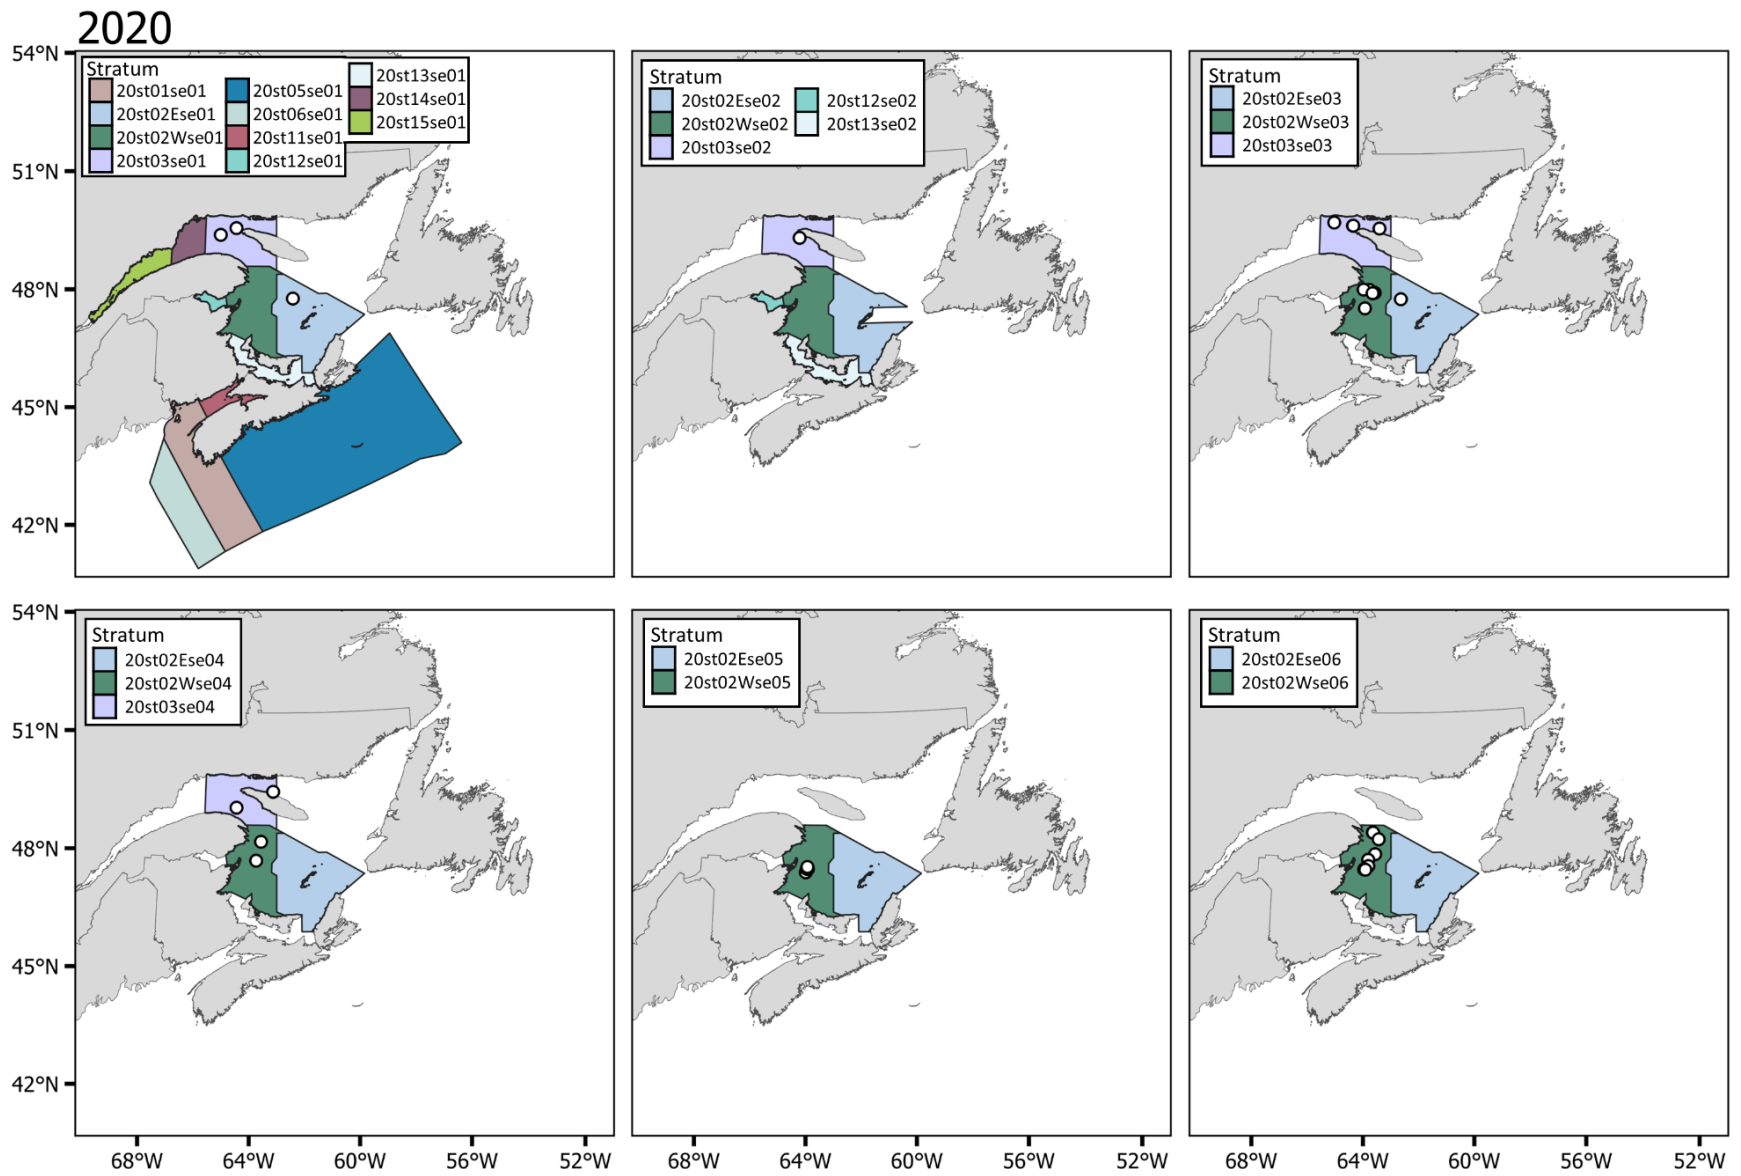 2020
54°N
51°N
48°N
45°N
42°N
Stratum
20st01se01
20st02Ese01
20st02Wse01
20st03se01
20st05se01
20st06se01
20st11se01
20st12se01
20st13se01
20st14se01
20st15se01
Stratum
20st02Ese02
20st02Wse02
20st03se02
20st12se02
20st13se02
Stratum
20st02Ese03
20st02Wse03
20st03se03
54°N
51°N
48°N
45°N
42°N
Stratum
20st02Ese04
20st02Wse04
20st03se04
Stratum
20st02Ese05
20st02Wse05
Stratum
20st02Ese06
20st02Wse06
68°W 64°W 60°W 56°W 52°W
68°W 64°W 60°W 56°W 52°W
68°W 64°W 60°W 56°W 52°W